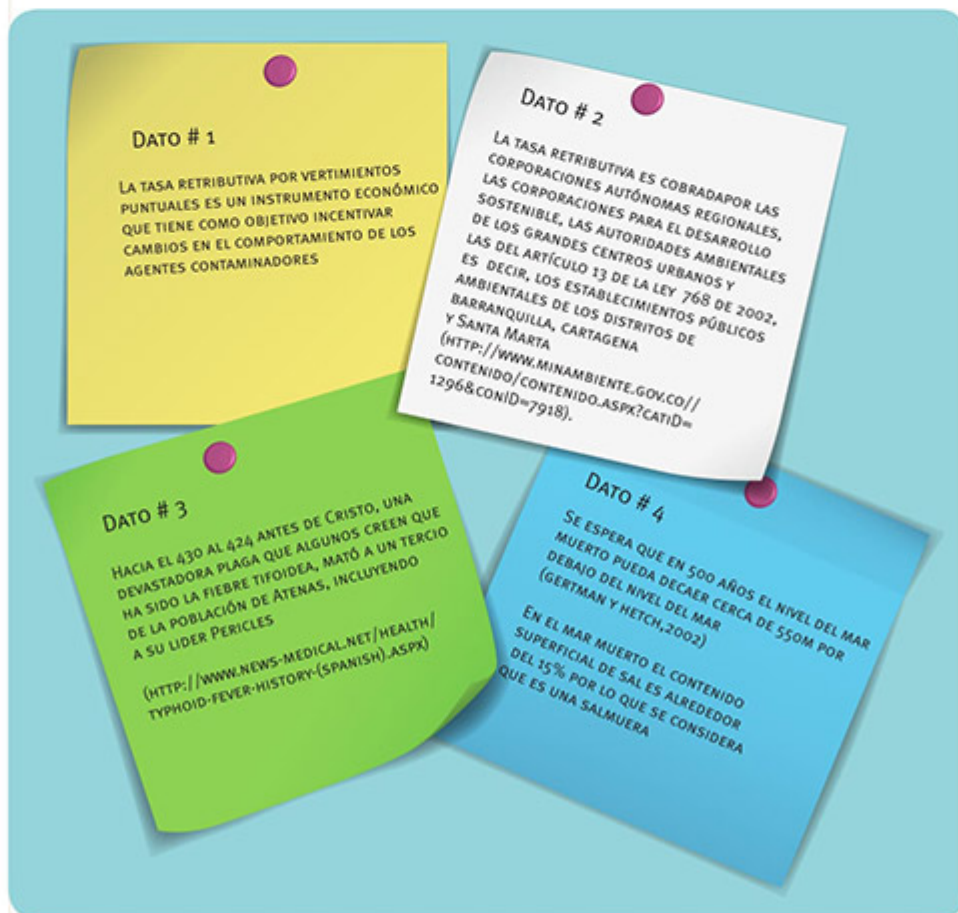 DATO # 1
LA TASA RETRIBUTIVA POR VERTIMIENTOS
PUNTUALES ES UN INSTRUMENTO ECONÓMICO
QUE TIENE COMO OBJETIVO INCENTIVAR
CAMBIOS EN EL COMPORTAMIENTO DE LOS
AGENTES CONTAMINADORES
DATO # 2
LA TASA RETRIBUTIVA ES COBRADAPOR LAS
CORPORACIONES AUTÓNOMAS REGIONALES,
LAS CORPORACIONES PARA EL DESARROLLO
SOSTENIBLE, LAS AUTORIDADES AMBIENTALES
DE LOS GRANDES CENTROS URBANOS Y
LAS DEL ARTÍCULO 13 DE LA LEY 768 DE 2002,
ES DECIR, LOS ESTABLECIMIENTOS PÚBLICOS
AMBIENTALES DE LOS DISTRITOS DE
BARRANQUILLA, CARTAGENA
Y SANTA MARTA
(HTTP://WWW.MINAMBIENTE.GOV.CO//
CONTENIDO/CONTENIDO.ASPX?CATID=
1296&CONID=7918).
DATO # 3
HACIA EL 430 AL 424 ANTES DE CRISTO, UNA
DEVASTADORA PLAGA QUE ALGUNOS CREEN QUE
HA SIDO LA FIEBRE TIFOIDEA, MATÓ A UN TERCIO
DE LA POBLACIÓN DE ATENAS, INCLUYENDO
A SU LIDER PERICLES
(HTTP://WWW.NEWS-MEDICAL.NET/HEALTH/
TYPHOID-FEVER-HISTORY-(SPANISH).ASPX)
DATO # 4
SE ESPERA QUE EN 500 AÑOS EL NIVEL DEL MAR
MUERTO PUEDA DECAER CERCA DE 550M POR
DEBAJO DEL NIVEL DEL MAR
(GERTMAN Y HETCH,2002)
EN EL MAR MUERTO EL CONTENIDO
SUPERFICIAL DE SAL ES ALREDEDOR
DEL 15% POR LO QUE SE CONSIDERA
QUE ES UNA SALMUERA